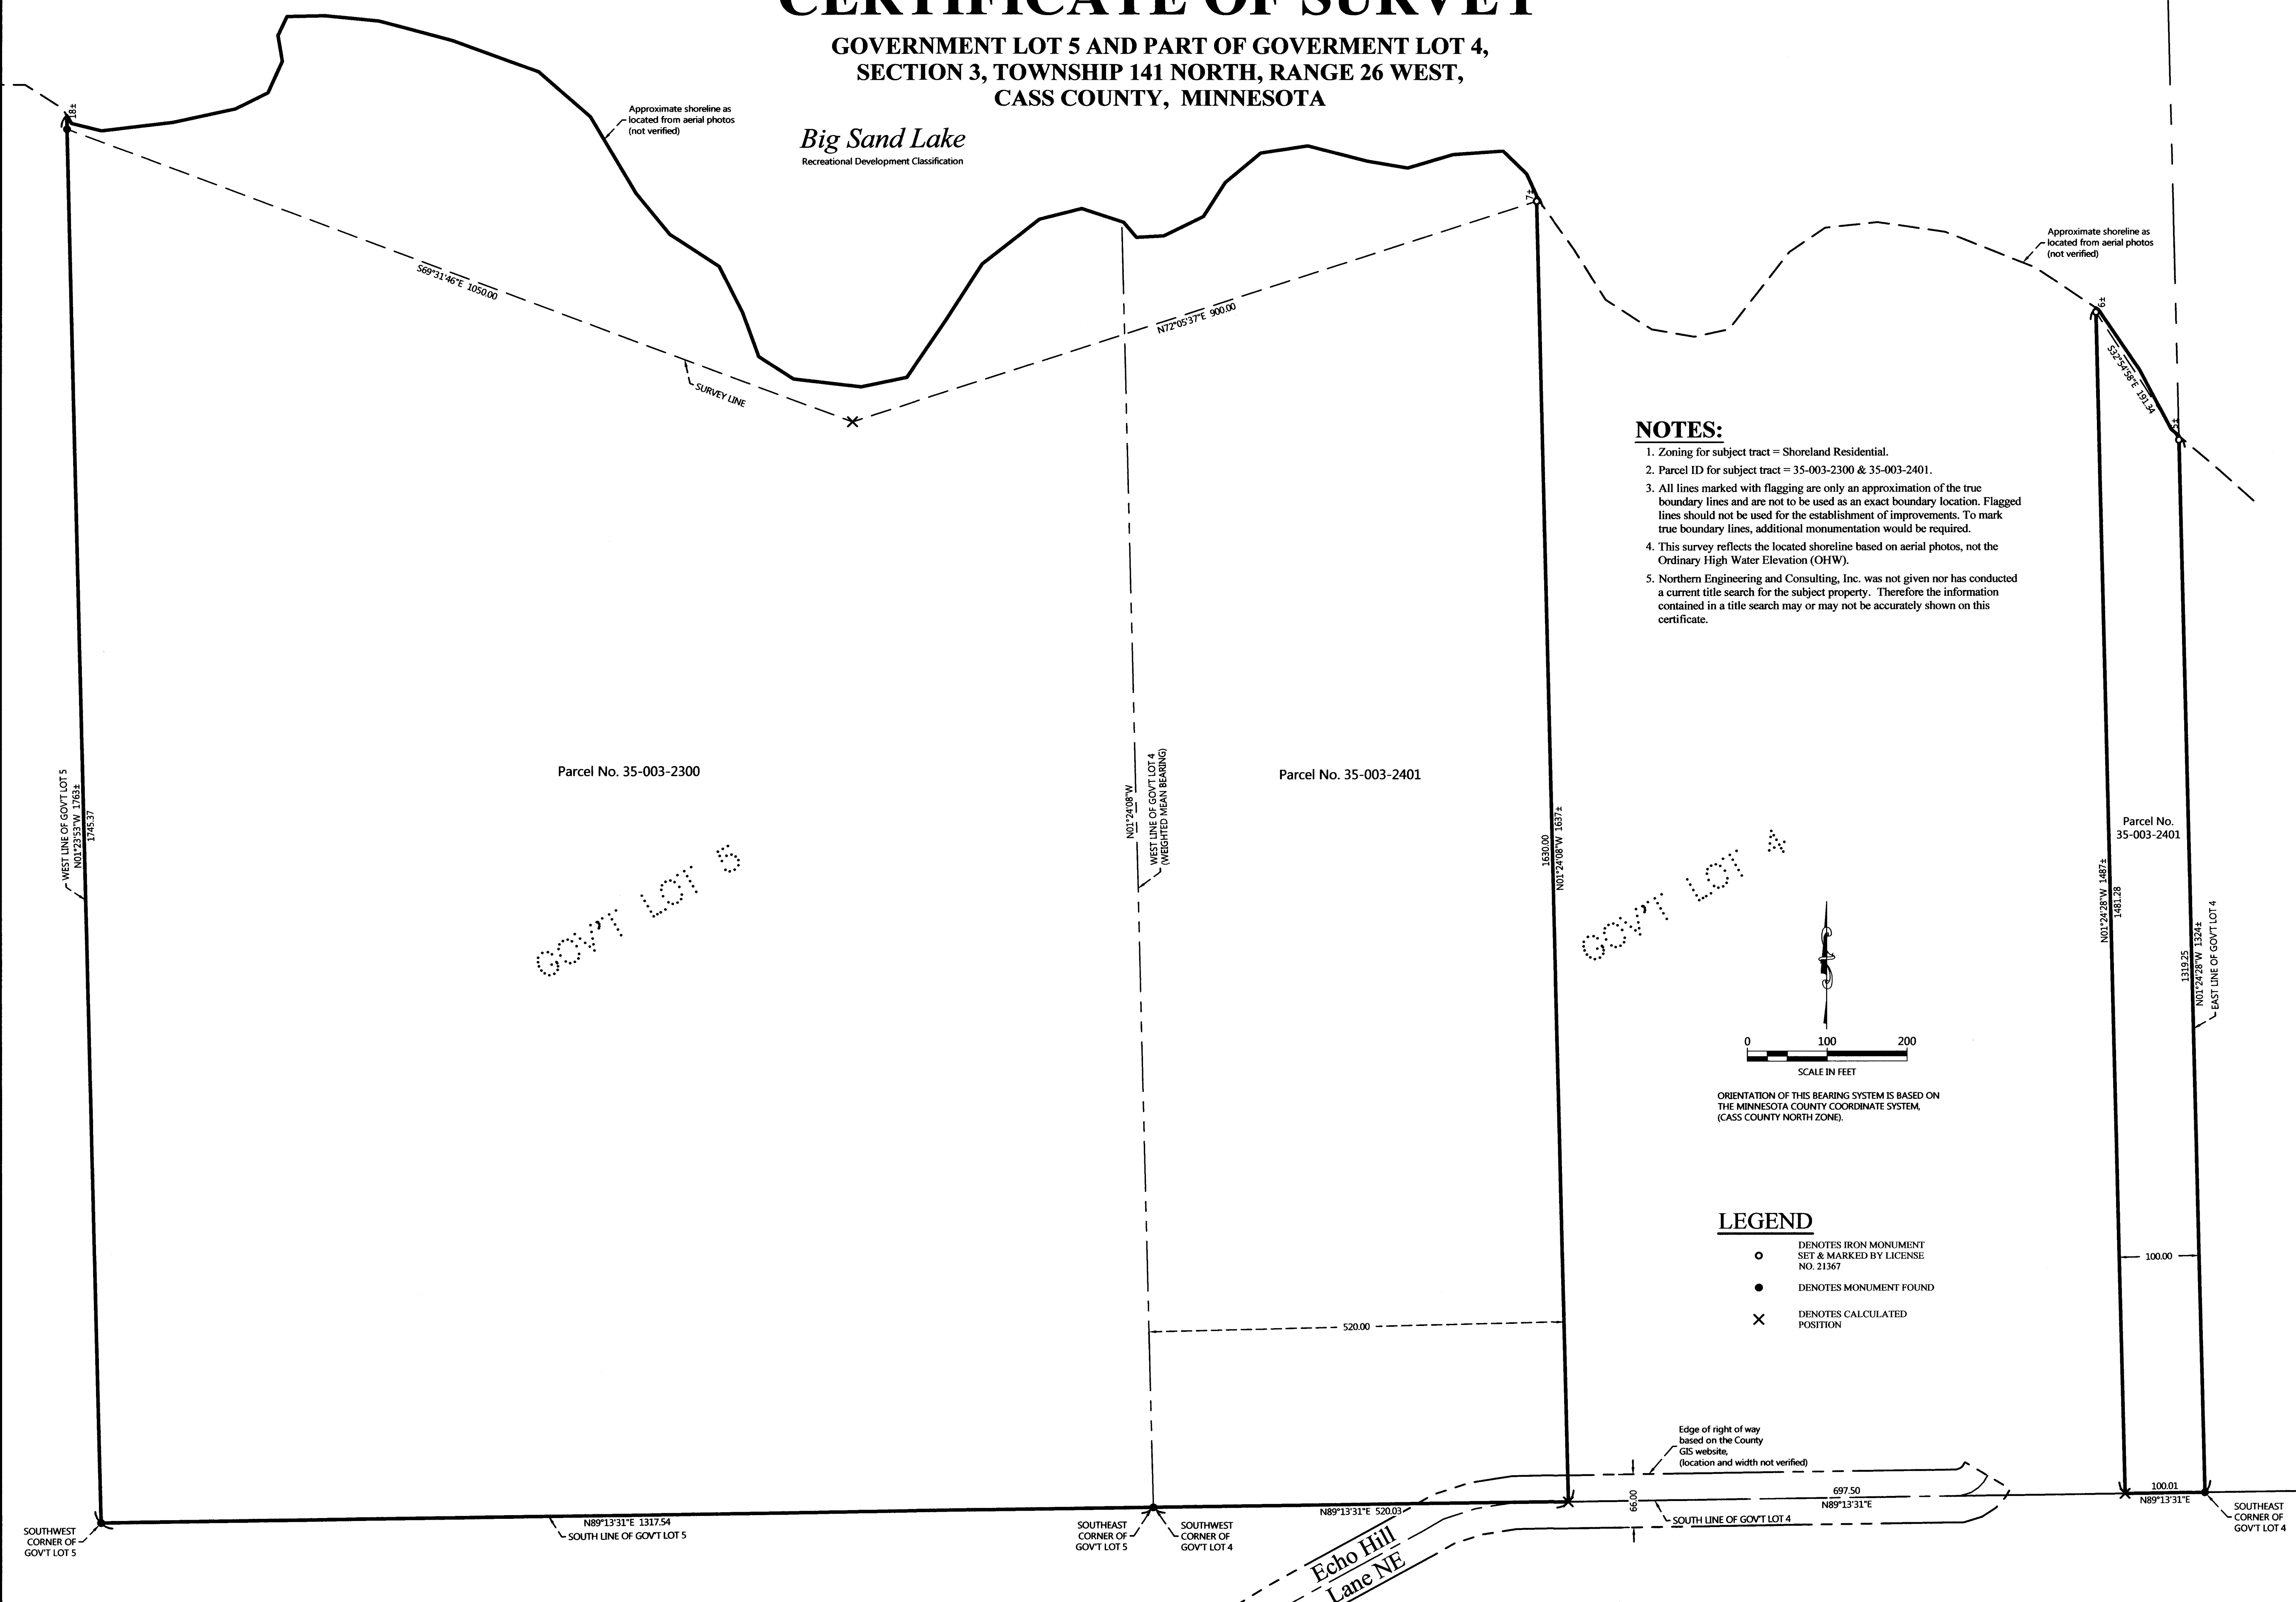 CERTIFICATE OF SURVEY
GOVERNMENT LOT 5 AND PART OF GOVERMENT LOT 4,
SECTION 3, TOWNSHIP 141 NORTH, RANGE 26 WEST,
CASS COUNTY, MINNESOTA
Big Sand Lake
Recreational Development Classification
Approximate shoreline as
located from aerial photos
(not verified)
18±
S69°31'46"E 1050.00
SURVEY LINE
N72°05'37"E 900.00
7±
Approximate shoreline as
located from aerial photos
(not verified)
6±
S32°54'58"E 191.34
5±
NOTES:
1. Zoning for subject tract = Shoreland Residential.
2. Parcel ID for subject tract = 35-003-2300 & 35-003-2401.
3. All lines marked with flagging are only an approximation of the true
boundary lines and are not to be used as an exact boundary location. Flagged
lines should not be used for the establishment of improvements. To mark
true boundary lines, additional monumentation would be required.
4. This survey reflects the located shoreline based on aerial photos, not the
Ordinary High Water Elevation (OHW).
5. Northern Engineering and Consulting, Inc. was not given nor has conducted
a current title search for the subject property. Therefore the information
contained in a title search may or may not be accurately shown on this
certificate.
Parcel No. 35-003-2300
Parcel No. 35-003-2401
Parcel No.
35-003-2401
WEST LINE OF GOV'T LOT 5
N01°23'53"W 1763±
1745.37
GOV'T LOT 5
N01°24'08"W
WEST LINE OF GOV'T LOT 4
(WEIGHTED MEAN BEARING)
1630.00
N01°24'08"W 1637±
GOV'T LOT 4
N01°24'28"W 1487±
1481.28
1319.25
N01°24'28"W 1324±
EAST LINE OF GOV'T LOT 4
0 100 200
SCALE IN FEET
ORIENTATION OF THIS BEARING SYSTEM IS BASED ON
THE MINNESOTA COUNTY COORDINATE SYSTEM,
(CASS COUNTY NORTH ZONE).
LEGEND
DENOTES IRON MONUMENT
SET & MARKED BY LICENSE
NO. 21367
DENOTES MONUMENT FOUND
DENOTES CALCULATED
POSITION
100.00
520.00
Edge of right of way
based on the County
GIS website,
(location and width not verified)
66.00
697.50
N89°13'31"E
100.01
N89°13'31"E
SOUTH LINE OF GOV'T LOT 4
N89°13'31"E 520.03
N89°13'31"E 1317.54
SOUTH LINE OF GOV'T LOT 5
SOUTHWEST
CORNER OF
GOV'T LOT 5
SOUTHEAST
CORNER OF
GOV'T LOT 5
SOUTHWEST
CORNER OF
GOV'T LOT 4
SOUTHEAST
CORNER OF
GOV'T LOT 4
Echo Hill
Lane NE